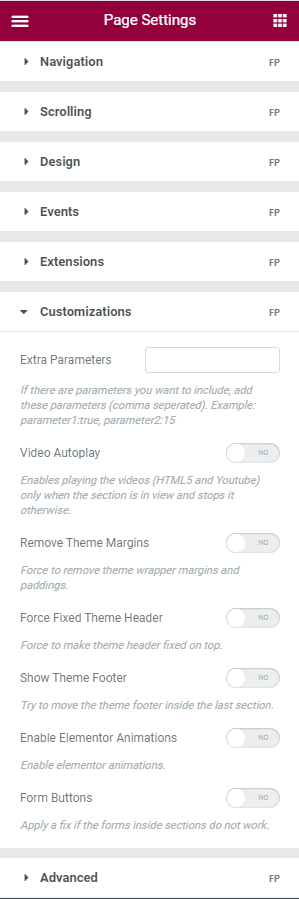 Page Settings
Navigation FP
Scrolling FP
Design FP
Events FP
Extensions FP
Customizations FP
Extra Parameters
If there are parameters you want to include, add
these parameters (comma seperated). Example:
parameter1:true, parameter2:15
Video Autoplay NO
Enables playing the videos (HTML5 and Youtube)
only when the section is in view and stops it
otherwise.
Remove Theme Margins NO
Force to remove theme wrapper margins and
paddings.
Force Fixed Theme Header NO
Force to make theme header fixed on top.
Show Theme Footer NO
Try to move the theme footer inside the last section.
Enable Elementor Animations NO
Enable elementor animations.
Form Buttons NO
Apply a fix if the forms inside sections do not work.
Advanced FP